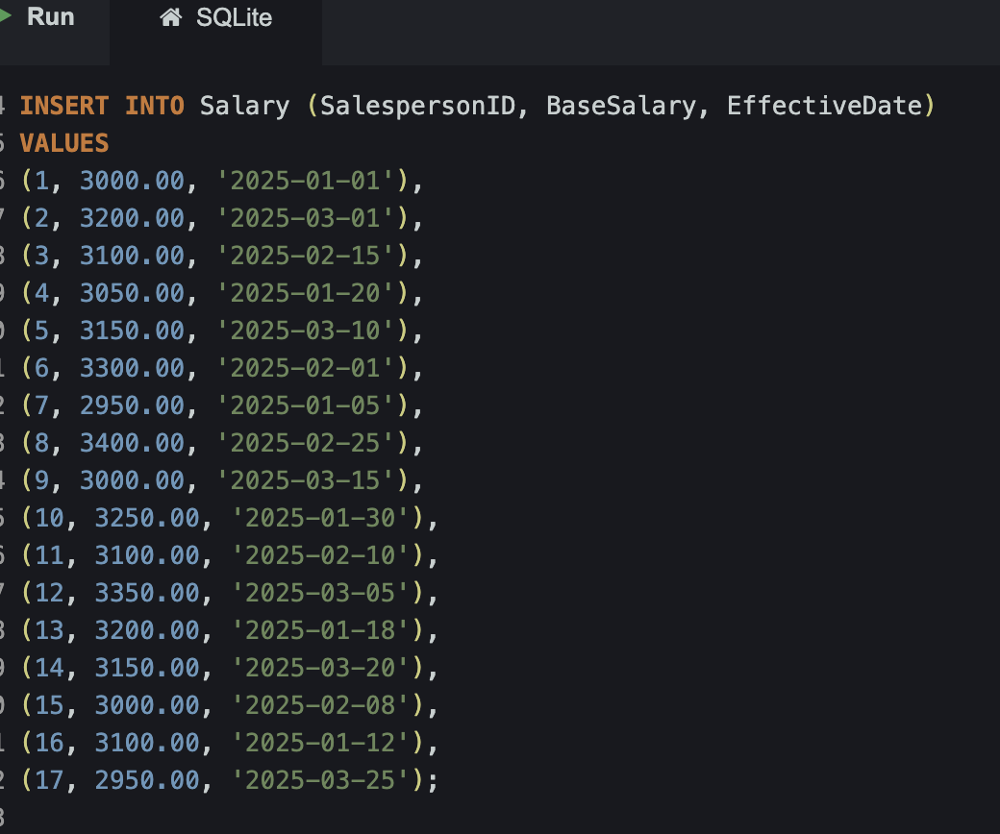 Run SQLite
INSERT INTO Salary (SalespersonID, BaseSalary, EffectiveDate)
VALUES
(1, 3000.00, '2025-01-01'),
(2, 3200.00, '2025-03-01'),
(3, 3100.00, '2025-02-15'),
(4, 3050.00, '2025-01-20'),
(5, 3150.00, '2025-03-10'),
(6, 3300.00, '2025-02-01'),
(7, 2950.00, '2025-01-05'),
(8, 3400.00, '2025-02-25'),
(9, 3000.00, '2025-03-15'),
(10, 3250.00, '2025-01-30'),
(11, 3100.00, '2025-02-10'),
(12, 3350.00, '2025-03-05'),
(13, 3200.00, '2025-01-18'),
(14, 3150.00, '2025-03-20'),
(15, 3000.00, '2025-02-08'),
(16, 3100.00, '2025-01-12'),
(17, 2950.00, '2025-03-25');